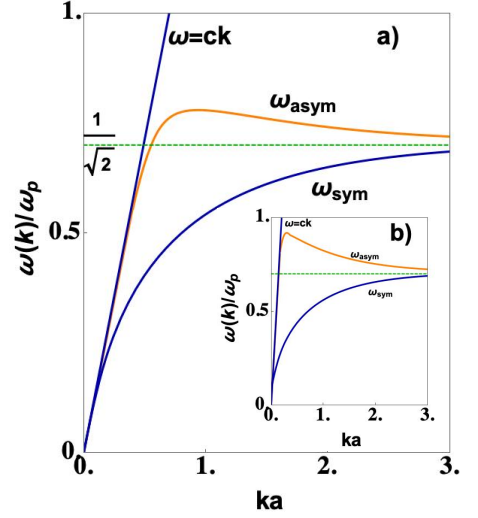 1.
ω=ck
a)
ω_asym
1
√2
ω_sym
ω(k)/ω_p
0.5
0.
0.
1.
2.
3.
ka
1.
ω=ck
b)
ω_asym
ω_sym
ω(k)/ω_p
0.5
0.
0.
1.
2.
3.
ka